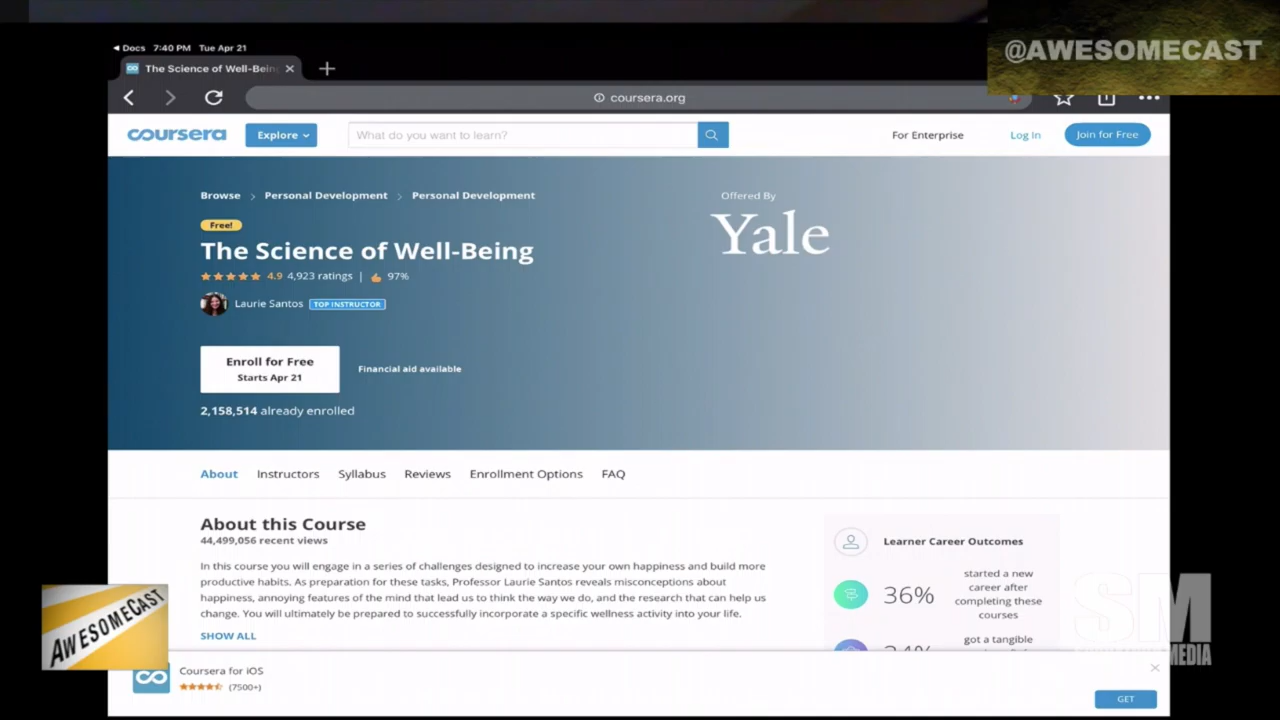 @AWESOMECAST
Docs 7:40 PM Tue Apr 21
The Science of Well-Bein
coursera.org
coursera
Explore
What do you want to learn?
For Enterprise
Log In
Join for Free
Browse > Personal Development > Personal Development
Offered By
Yale
Free!
The Science of Well-Being
4.9 4,923 ratings | 97%
Laurie Santos TOP INSTRUCTOR
Enroll for Free
Starts Apr 21
Financial aid available
2,158,514 already enrolled
About Instructors Syllabus Reviews Enrollment Options FAQ
About this Course
44,499,056 recent views
In this course you will engage in a series of challenges designed to increase your own happiness and build more
productive habits. As preparation for these tasks, Professor Laurie Santos reveals misconceptions about
happiness, annoying features of the mind that lead us to think the way we do, and the research that can help us
change. You will ultimately be prepared to successfully incorporate a specific wellness activity into your life.
SHOW ALL
Learner Career Outcomes
36%
started a new
career after
completing these
courses
got a tangible
AWESOMECAST
SM
MEDIA
Coursera for iOS
(7500+)
GET